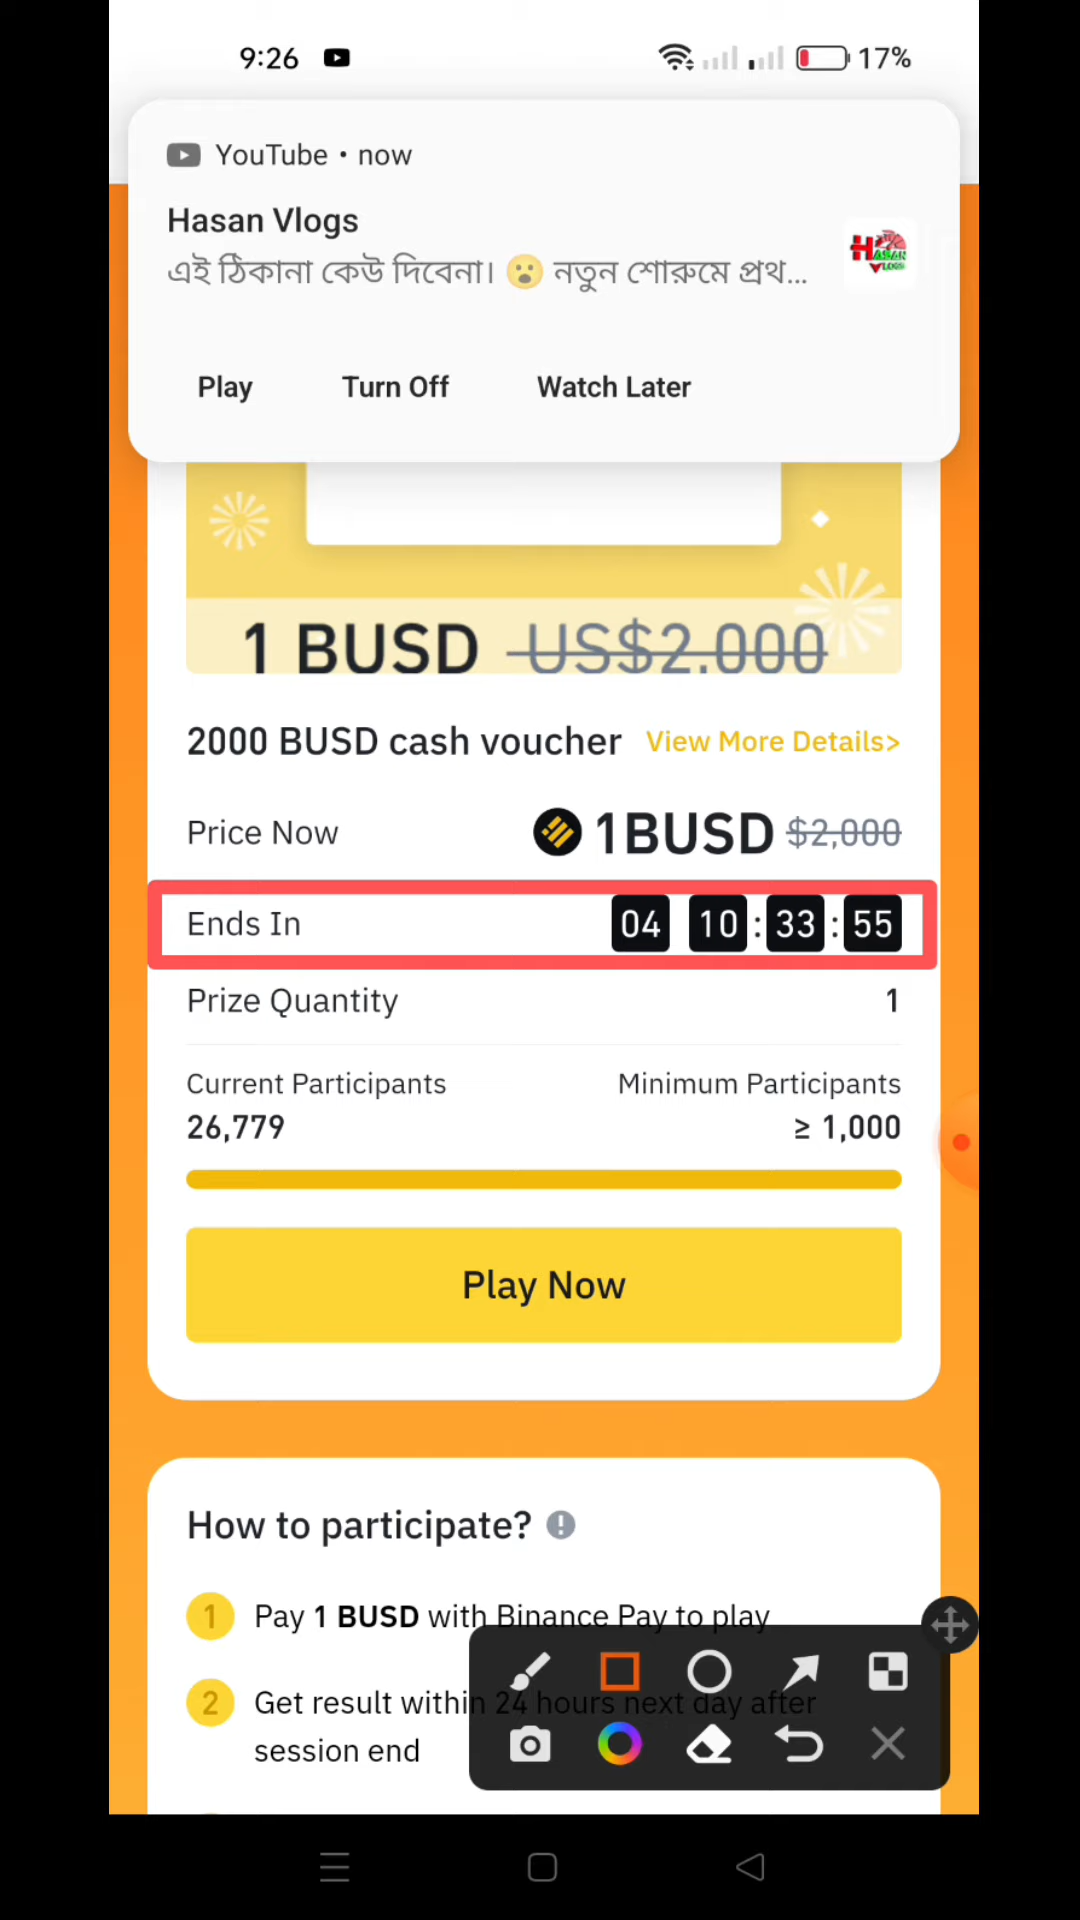 9:26
17%
YouTube • now
Hasan Vlogs
এই ঠিকানা কেউ দিবেনা। 😮 নতুন শোরুমে প্রথ...
HASAN
VLOGS
Play Turn Off Watch Later
1 BUSD US$2.000
2000 BUSD cash voucher View More Details>
Price Now 1BUSD $2,000
Ends In 04 10:33:55
Prize Quantity 1
Current Participants Minimum Participants
26,779 ≥ 1,000
Play Now
How to participate?
1 Pay 1 BUSD with Binance Pay to play
2 Get result within 24 hours next day after
session end